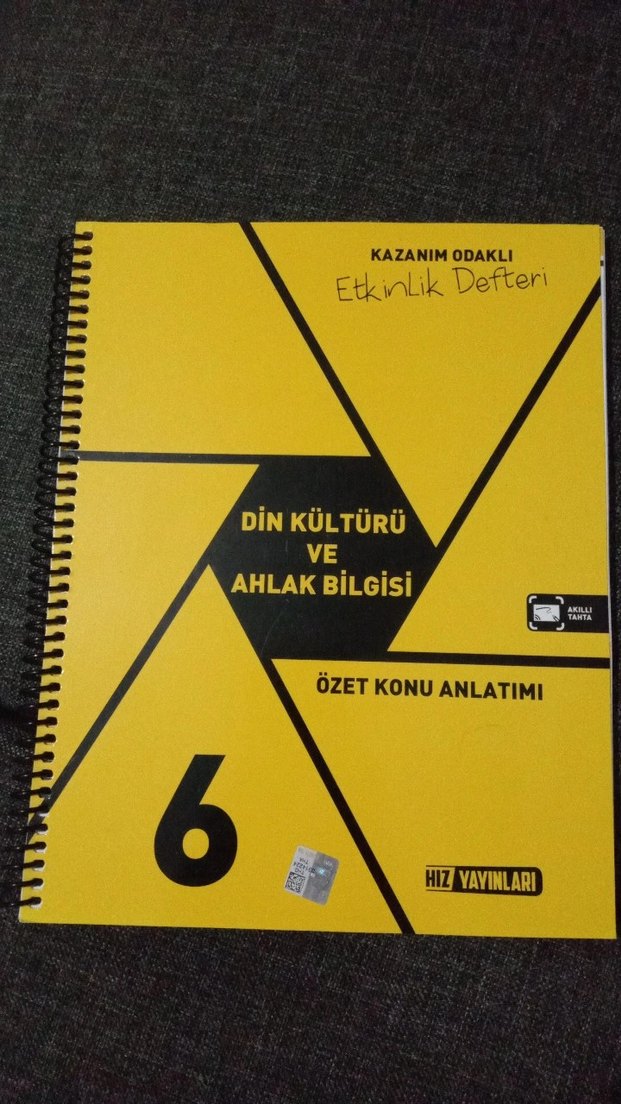 KAZANIM ODAKLI
Etkinlik Defteri
DİN KÜLTÜRÜ
VE
AHLAK BİLGİSİ
AKILLI
TAHTA
ÖZET KONU ANLATIMI
6
HIZ YAYINLARI